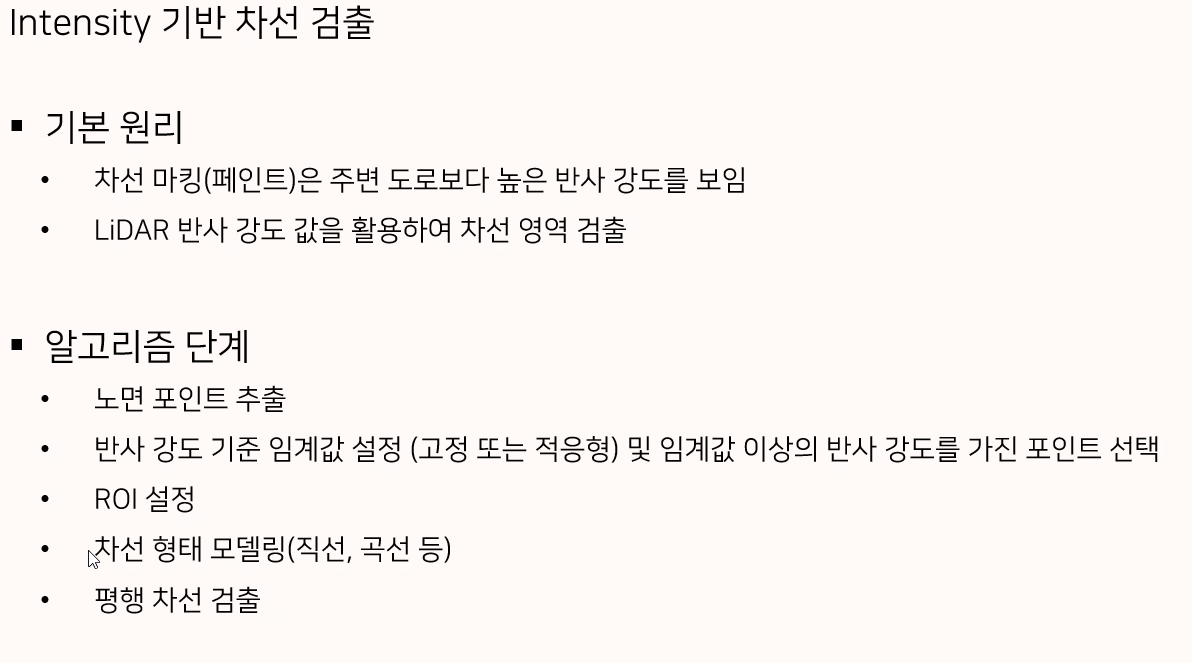 Intensity 기반 차선 검출
▪ 기본 원리
• 차선 마킹(페인트)은 주변 도로보다 높은 반사 강도를 보임
• LiDAR 반사 강도 값을 활용하여 차선 영역 검출
▪ 알고리즘 단계
• 노면 포인트 추출
• 반사 강도 기준 임계값 설정 (고정 또는 적응형) 및 임계값 이상의 반사 강도를 가진 포인트 선택
• ROI 설정
• 차선 형태 모델링(직선, 곡선 등)
• 평행 차선 검출